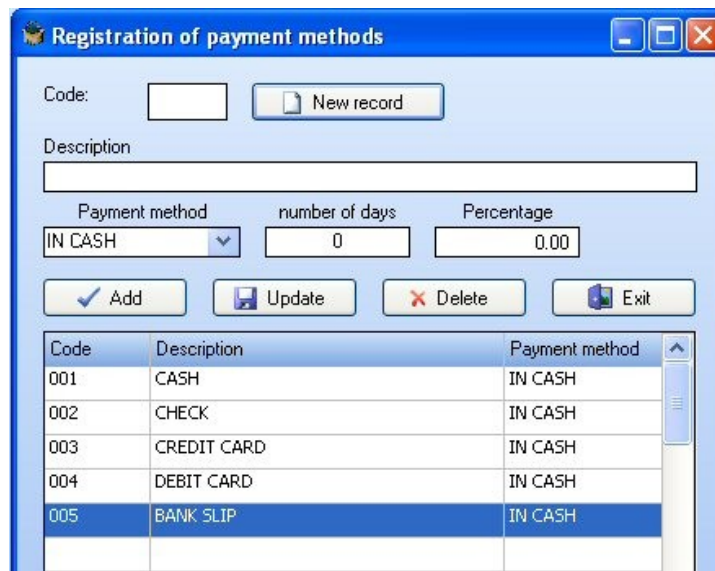 Registration of payment methods
Code: New record
Description
Payment method number of days Percentage
IN CASH 0 0.00
Add Update Delete Exit
Code Description Payment method
001 CASH IN CASH
002 CHECK IN CASH
003 CREDIT CARD IN CASH
004 DEBIT CARD IN CASH
005 BANK SLIP IN CASH